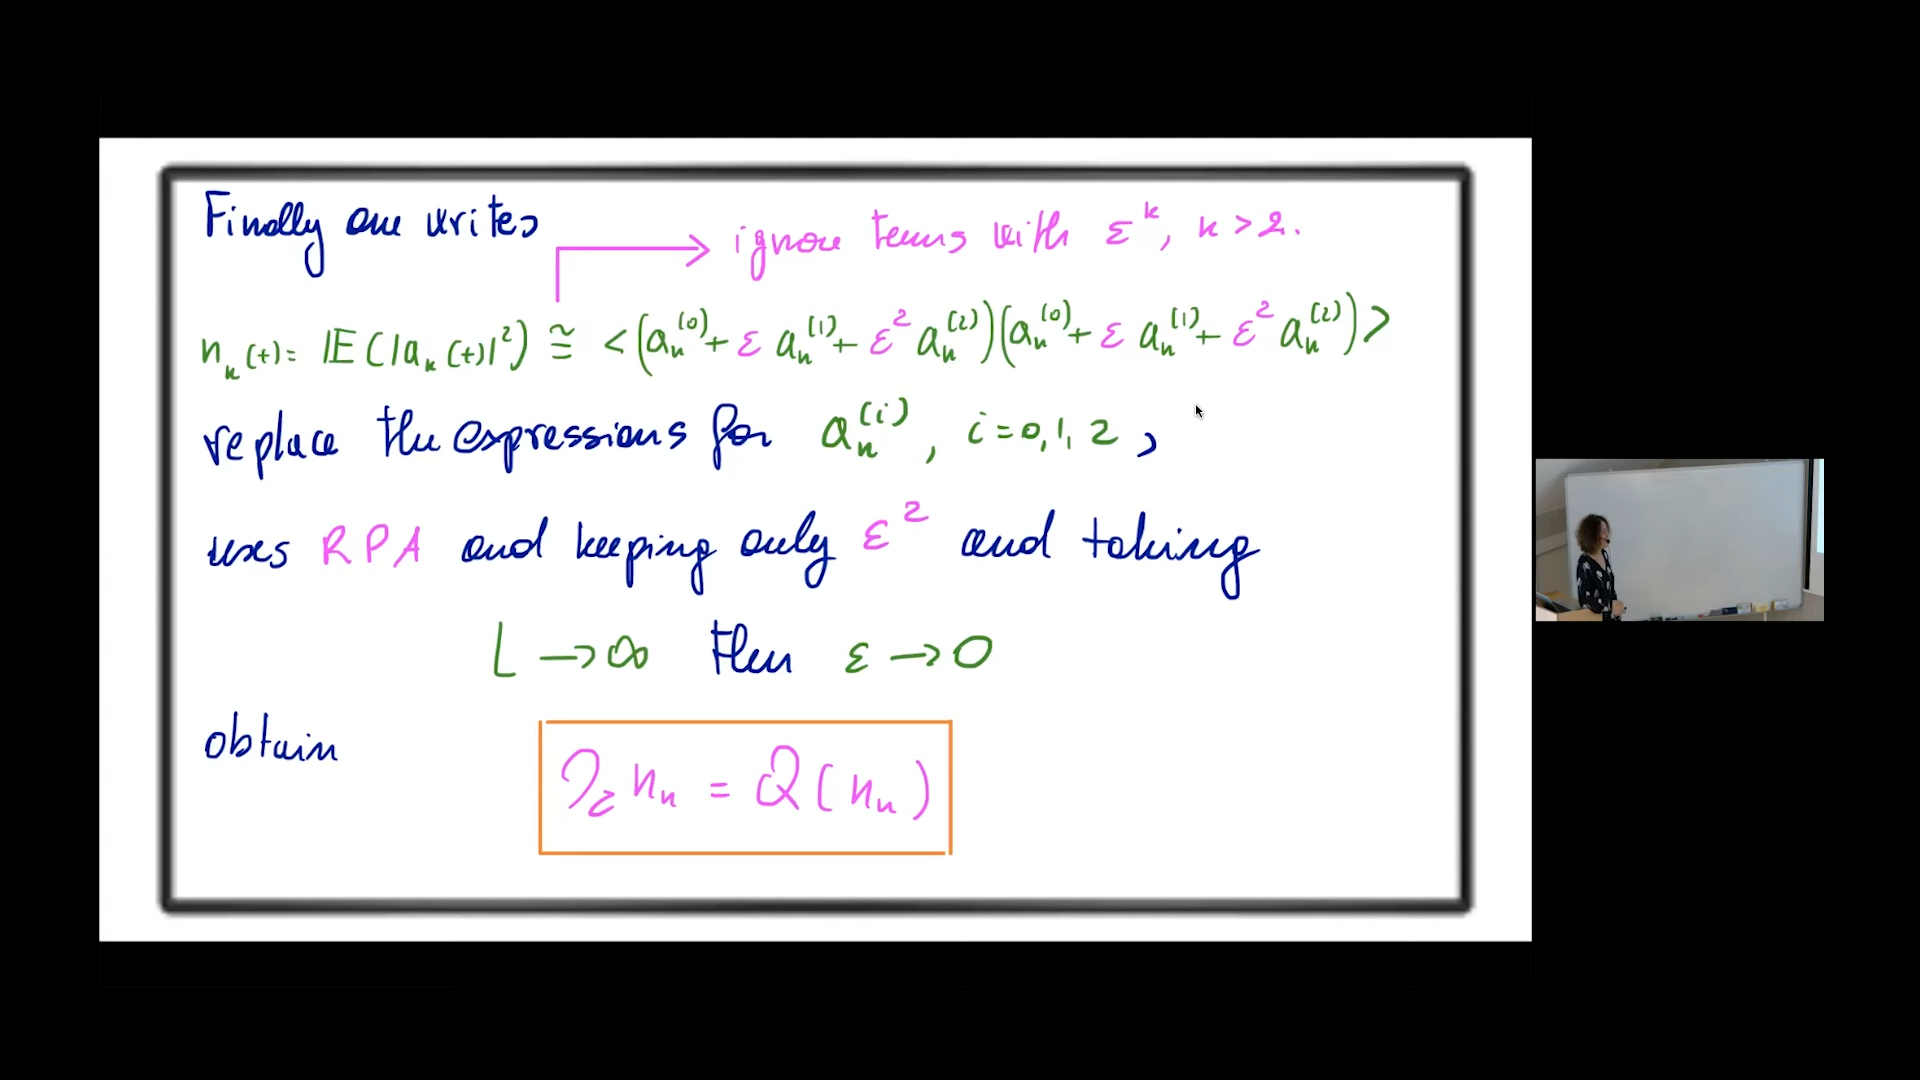 Finally one writes
ignore terms with ε^k, k > 2.
n_k(t) = 𝔼(|a_k(t)|²) ≅ <(a_k^(0) + ε a_k^(1) + ε² a_k^(2))(a_k^(0) + ε a_k^(1) + ε² a_k^(2))>
replace the expressions for a_k^(i), i = 0, 1, 2,
uses RPA and keeping only ε² and taking
L → ∞ then ε → 0
obtain
∂_τ n_k = Q(n_k)